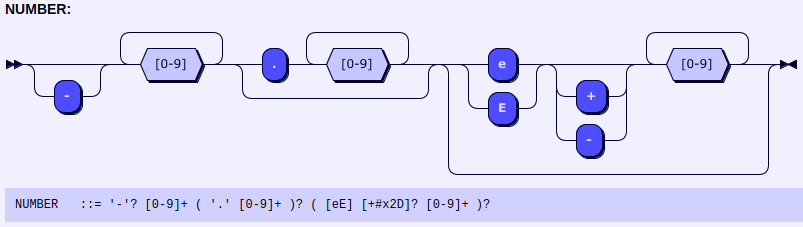 NUMBER:
[0-9] . [0-9] e [0-9]
- E + -
NUMBER ::= '-'? [0-9]+ ( '.' [0-9]+ )? ( [eE] [+#x2D]? [0-9]+ )?